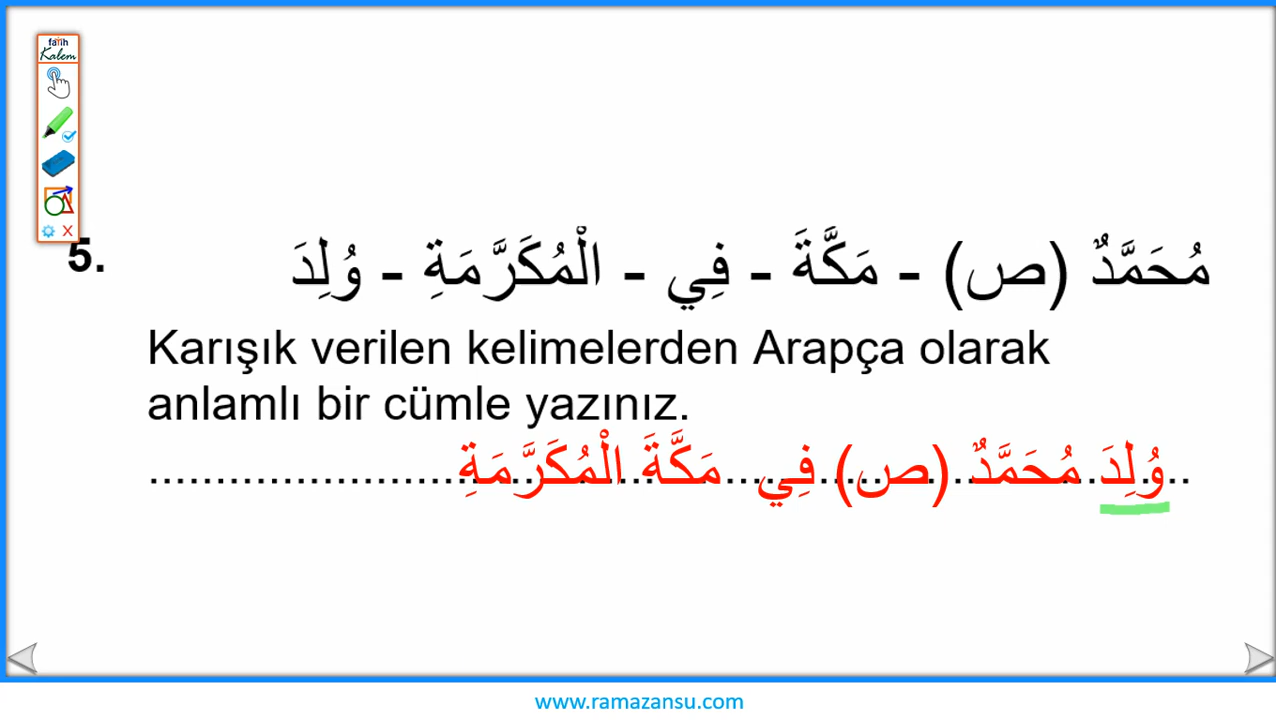 fatih
Kalem
5.
مُحَمَّدٌ (ص) - مَكَّةَ - فِي - الْمُكَرَّمَةِ - وُلِدَ
Karışık verilen kelimelerden Arapça olarak
anlamlı bir cümle yazınız.
وُلِدَ مُحَمَّدٌ (ص) فِي مَكَّةَ الْمُكَرَّمَةِ
www.ramazansu.com